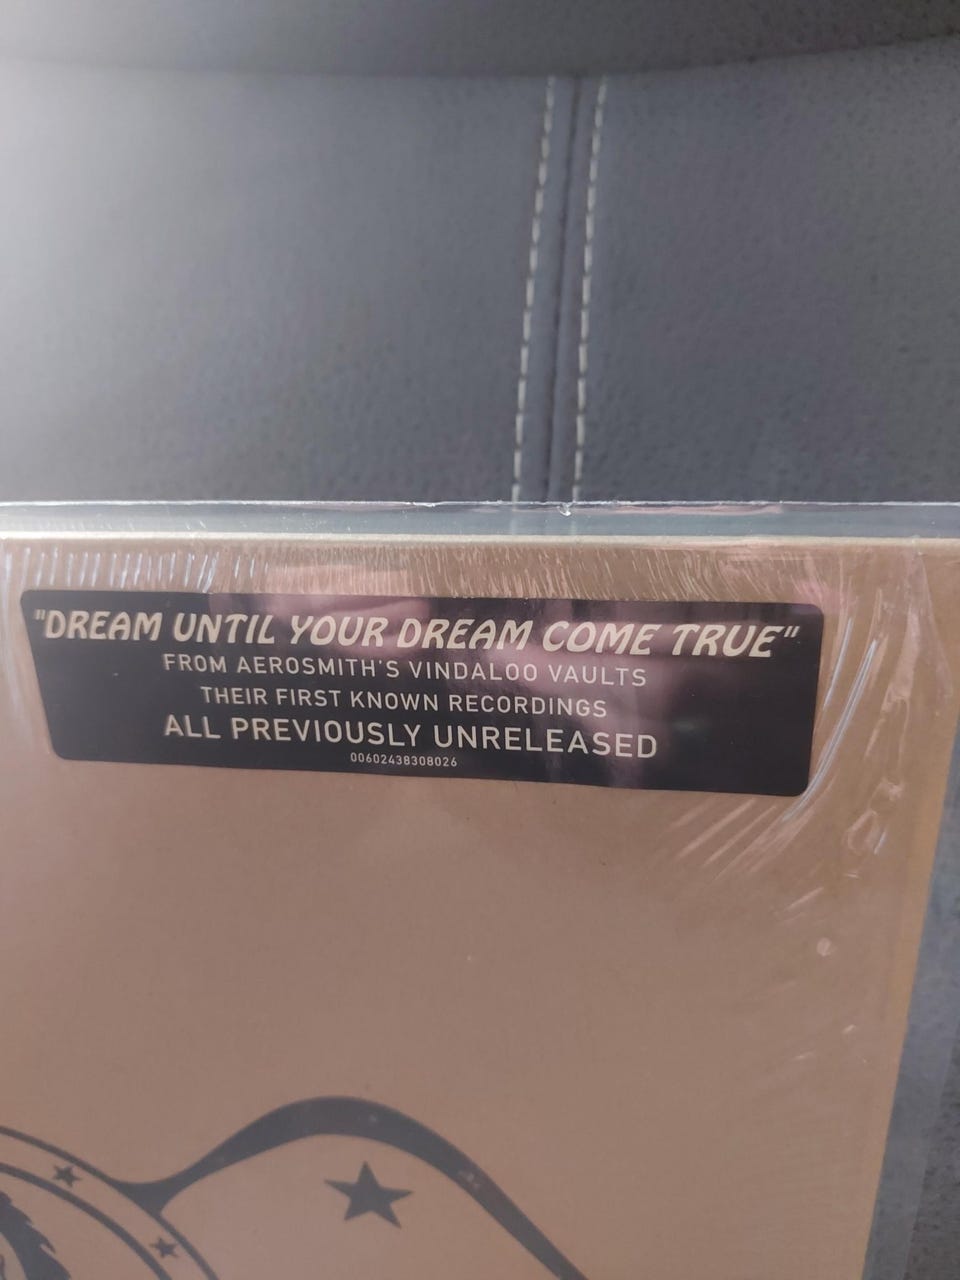 "DREAM UNTIL YOUR DREAM COME TRUE"
FROM AEROSMITH'S VINDALOO VAULTS
THEIR FIRST KNOWN RECORDINGS
ALL PREVIOUSLY UNRELEASED
00602438308026